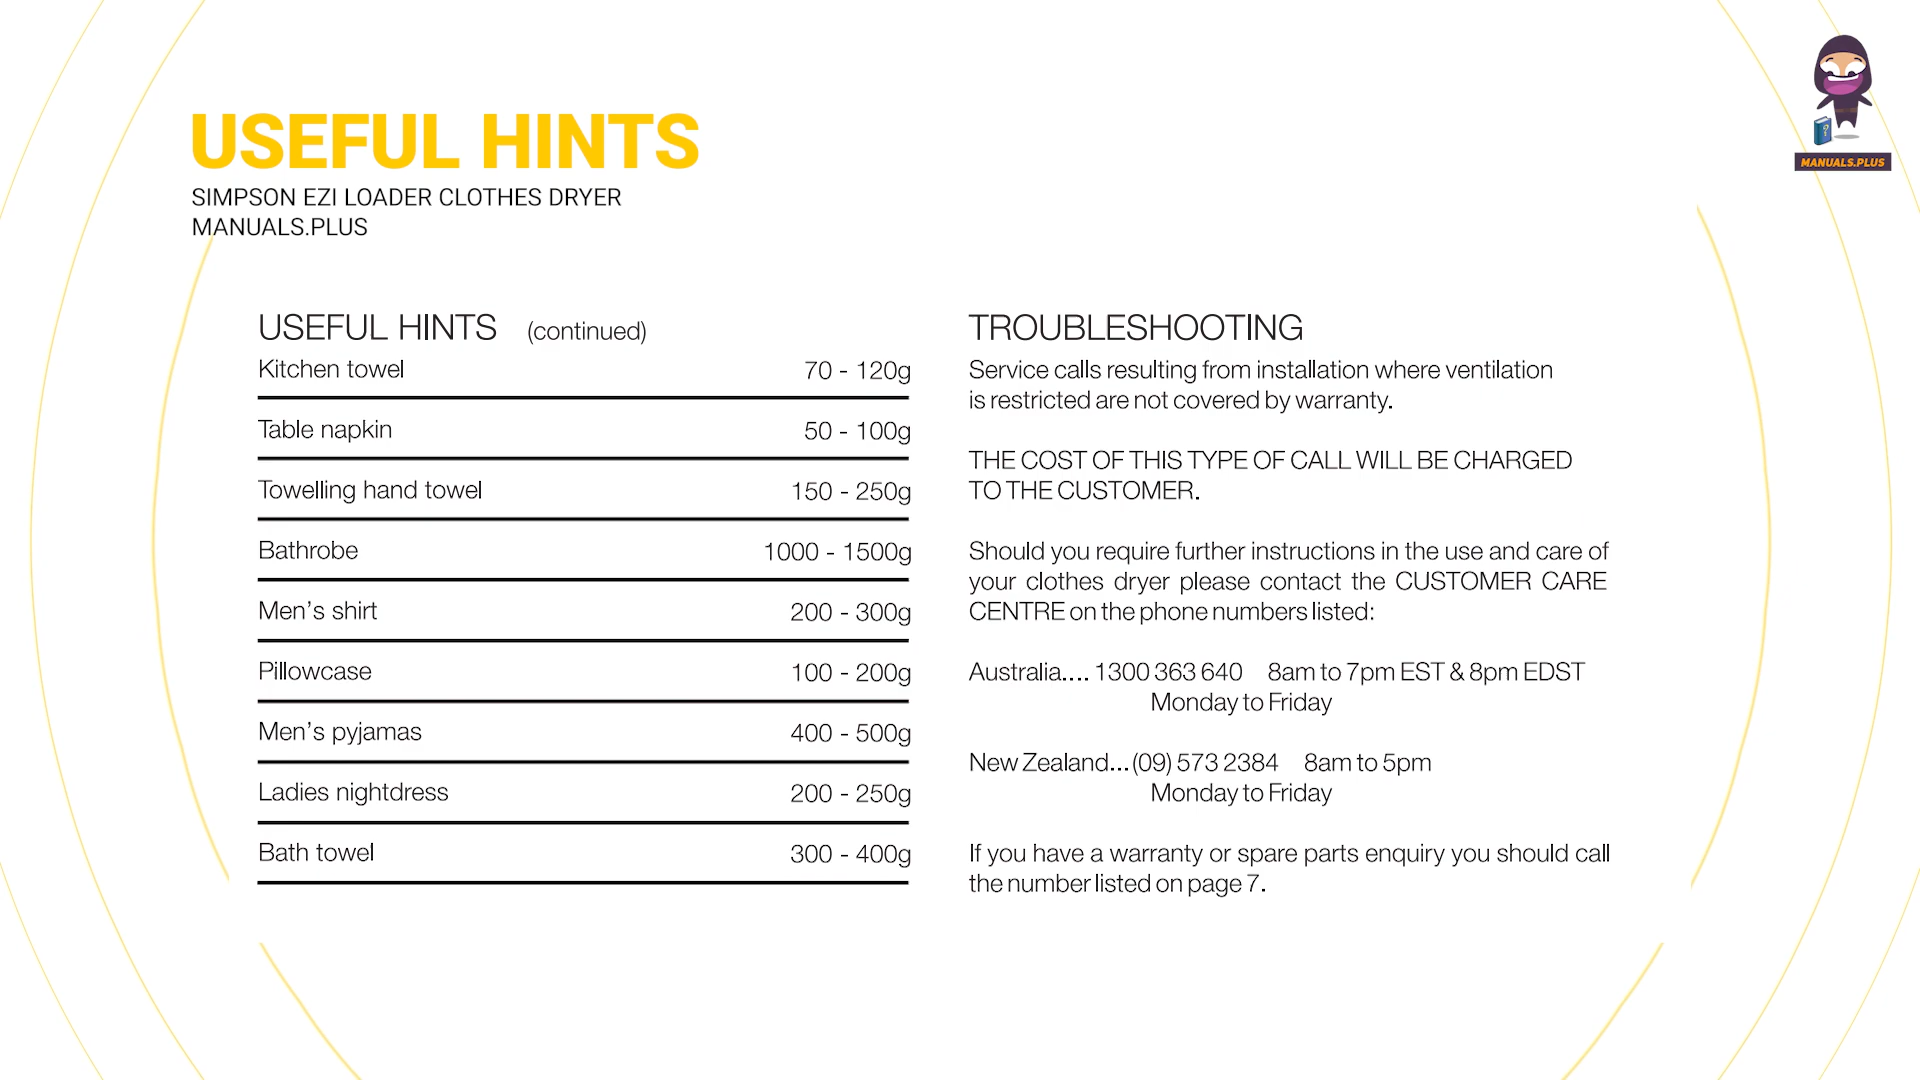 MANUALS.PLUS
USEFUL HINTS
SIMPSON EZI LOADER CLOTHES DRYER
MANUALS.PLUS
USEFUL HINTS (continued)
Kitchen towel 70 - 120g
Table napkin 50 - 100g
Towelling hand towel 150 - 250g
Bathrobe 1000 - 1500g
Men's shirt 200 - 300g
Pillowcase 100 - 200g
Men's pyjamas 400 - 500g
Ladies nightdress 200 - 250g
Bath towel 300 - 400g
TROUBLESHOOTING
Service calls resulting from installation where ventilation
is restricted are not covered by warranty.
THE COST OF THIS TYPE OF CALL WILL BE CHARGED
TO THE CUSTOMER.
Should you require further instructions in the use and care of
your clothes dryer please contact the CUSTOMER CARE
CENTRE on the phone numbers listed:
Australia.... 1300 363 640 8am to 7pm EST & 8pm EDST
Monday to Friday
New Zealand...(09) 573 2384 8am to 5pm
Monday to Friday
If you have a warranty or spare parts enquiry you should call
the number listed on page 7.